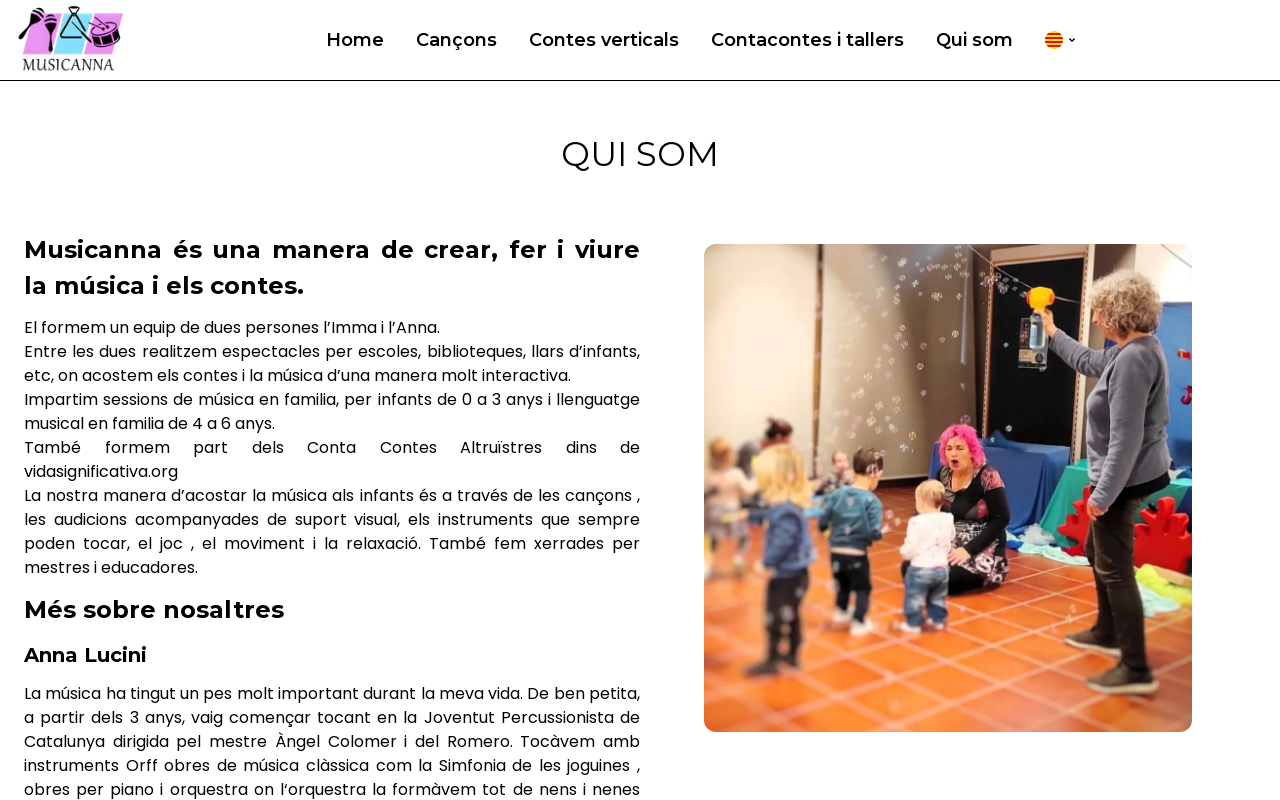 MUSICANNA
Home
Cançons
Contes verticals
Contacontes i tallers
Qui som
QUI SOM
Musicanna és una manera de crear, fer i viure
la música i els contes.
El formem un equip de dues persones l’Imma i l’Anna.
Entre les dues realitzem espectacles per escoles, biblioteques, llars d’infants,
etc, on acostem els contes i la música d’una manera molt interactiva.
Impartim sessions de música en familia, per infants de 0 a 3 anys i llenguatge
musical en familia de 4 a 6 anys.
També formem part dels Conta Contes Altruïstres dins de
vidasignificativa.org
La nostra manera d’acostar la música als infants és a través de les cançons ,
les audicions acompanyades de suport visual, els instruments que sempre
poden tocar, el joc , el moviment i la relaxació. També fem xerrades per
mestres i educadores.
Més sobre nosaltres
Anna Lucini
La música ha tingut un pes molt important durant la meva vida. De ben petita,
a partir dels 3 anys, vaig començar tocant en la Joventut Percussionista de
Catalunya dirigida pel mestre Àngel Colomer i del Romero. Tocàvem amb
instruments Orff obres de música clàssica com la Simfonia de les joguines ,
obres per piano i orquestra on l‘orquestra la formàvem tot de nens i nenes